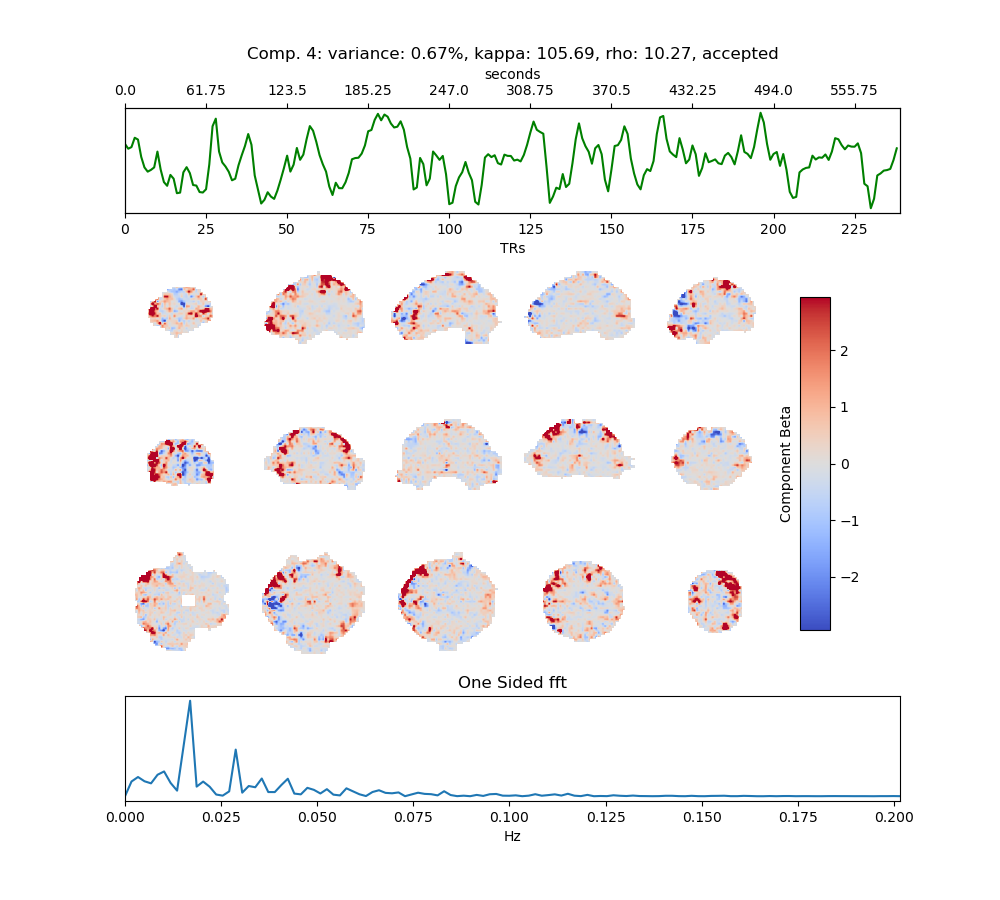 Comp. 4: variance: 0.67%, kappa: 105.69, rho: 10.27, accepted
seconds
0.0 61.75 123.5 185.25 247.0 308.75 370.5 432.25 494.0 555.75
0 25 50 75 100 125 150 175 200 225
TRs
Component Beta
2
1
0
−1
−2
One Sided fft
0.000 0.025 0.050 0.075 0.100 0.125 0.150 0.175 0.200
Hz